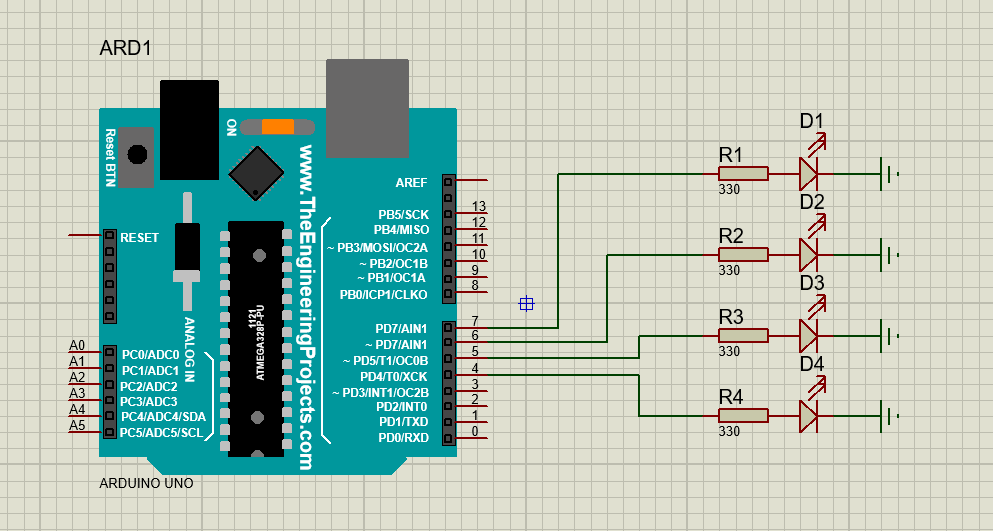 ARD1
ON
Reset BTN
www.TheEngineeringProjects.com
RESET
ANALOG IN
1121
ATMEGA328P-PU
A0 PC0/ADC0
A1 PC1/ADC1
A2 PC2/ADC2
A3 PC3/ADC3
A4 PC4/ADC4/SDA
A5 PC5/ADC5/SCL
AREF
PB5/SCK 13
PB4/MISO 12
~ PB3/MOSI/OC2A 11
~ PB2/OC1B 10
~ PB1/OC1A 9
PB0/ICP1/CLKO 8
PD7/AIN1 7
~ PD7/AIN1 6
~ PD5/T1/OC0B 5
PD4/T0/XCK 4
~ PD3/INT1/OC2B 3
PD2/INT0 2
PD1/TXD 1
PD0/RXD 0
ARDUINO UNO
D1
R1
330
D2
R2
330
D3
R3
330
D4
R4
330